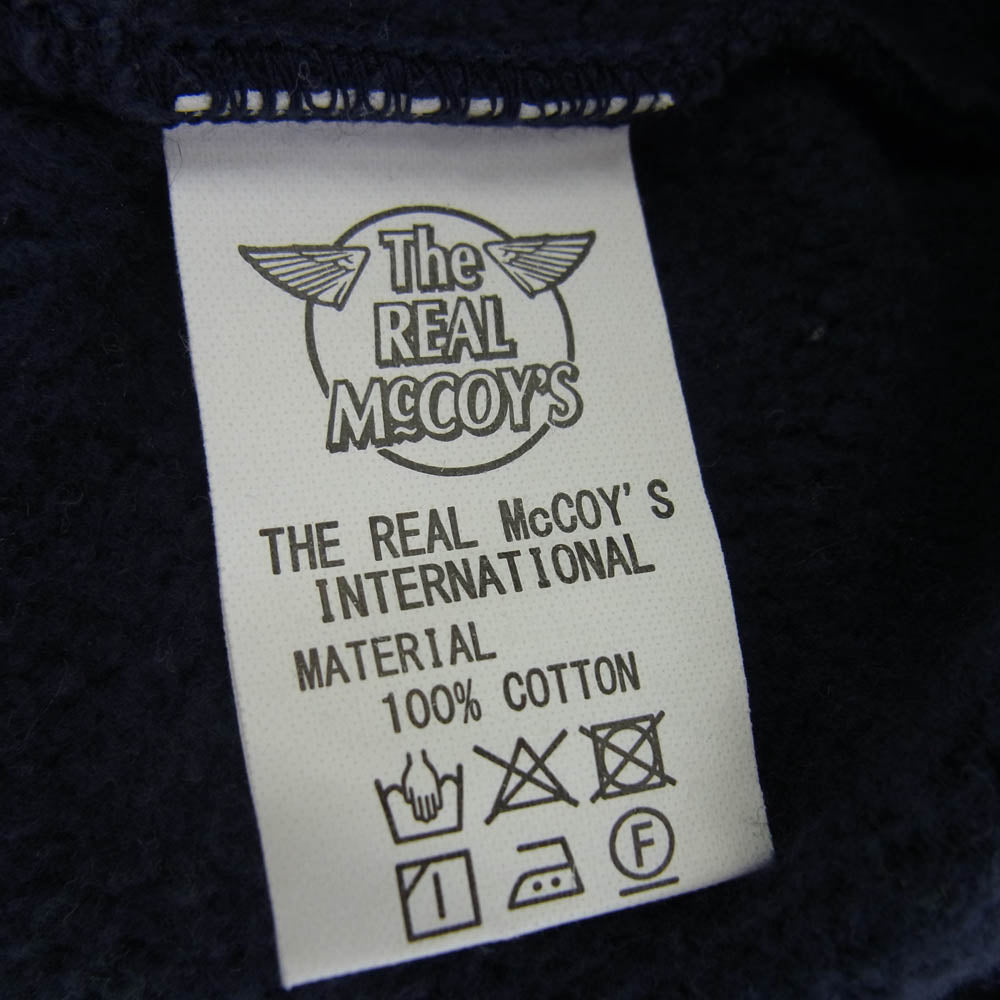 The
REAL
McCOY'S
THE REAL McCOY'S
INTERNATIONAL
MATERIAL
100% COTTON
F